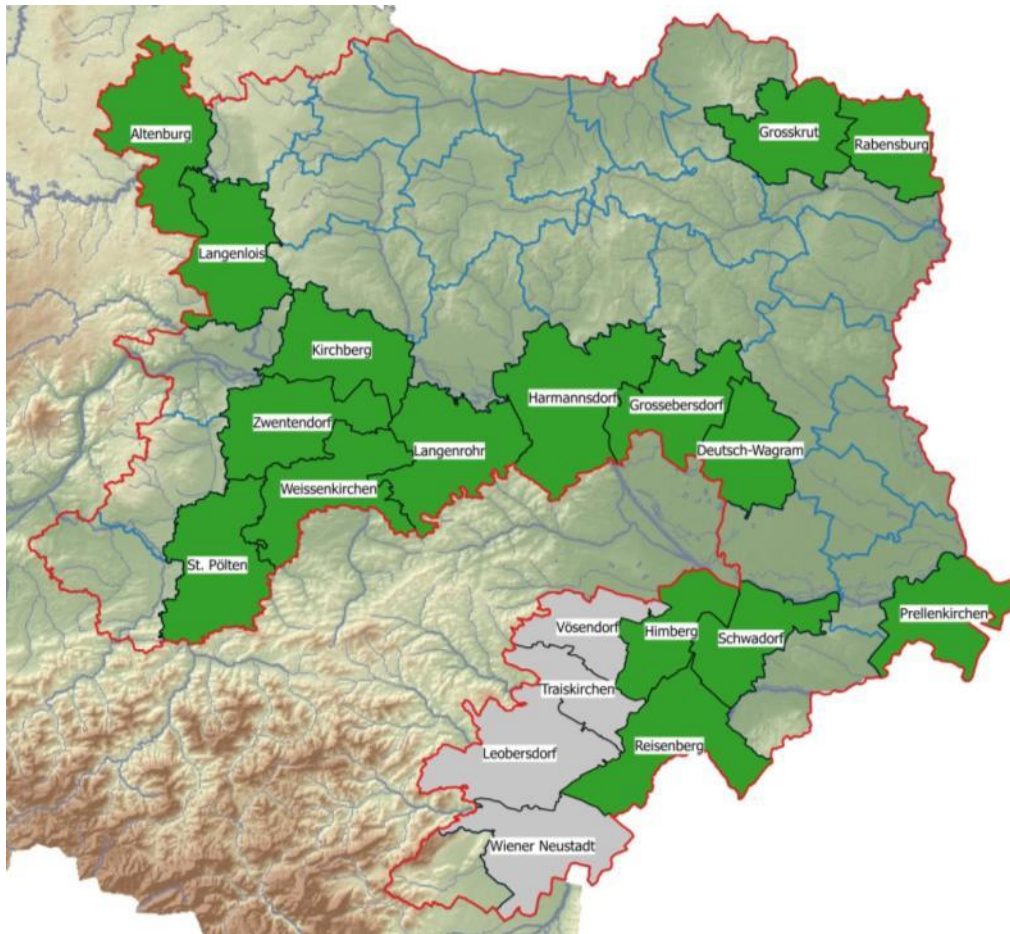 Altenburg
Grosskrut
Rabensburg
Langenlois
Kirchberg
Harmannsdorf
Grossebersdorf
Zwentendorf
Langenrohr
Deutsch-Wagram
Weissenkirchen
St. Pölten
Prellenkirchen
Vösendorf
Himberg
Schwadorf
Traiskirchen
Reisenberg
Leobersdorf
Wiener Neustadt